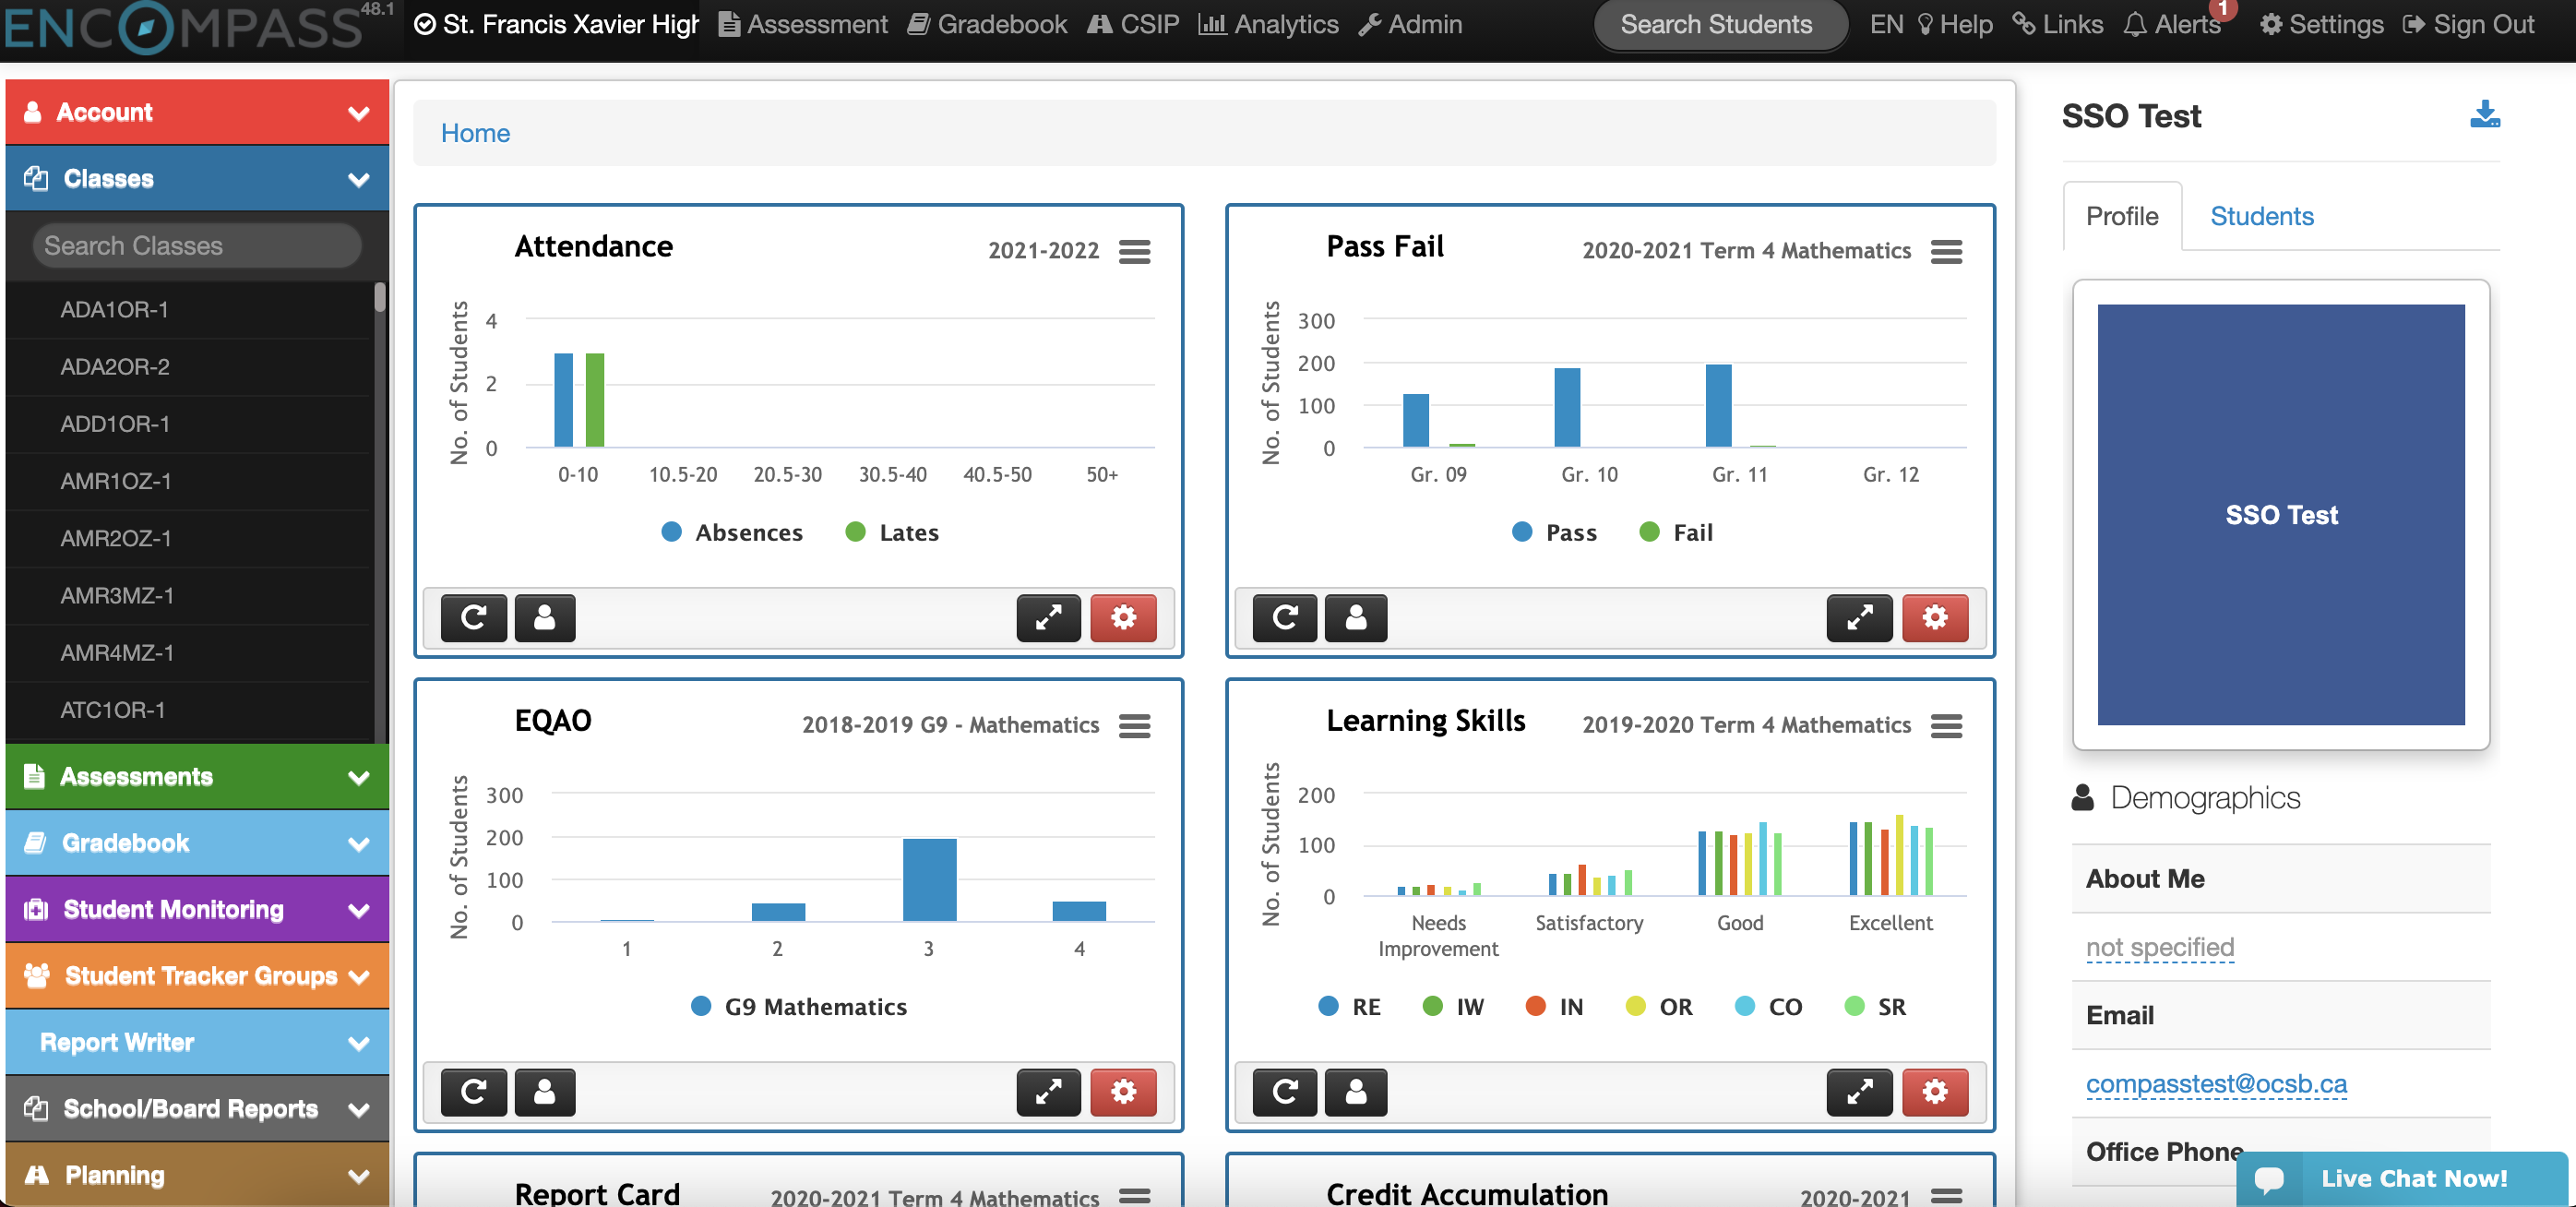 ENCOMPASS 48.1
St. Francis Xavier High Assessment Gradebook CSIP Analytics Admin Search Students EN Help Links Alerts 1 Settings Sign Out
Account
Classes
Search Classes
ADA1OR-1
ADA2OR-2
ADD1OR-1
AMR1OZ-1
AMR2OZ-1
AMR3MZ-1
AMR4MZ-1
ATC1OR-1
Assessments
Gradebook
Student Monitoring
Student Tracker Groups
Report Writer
School/Board Reports
Planning
Home
Attendance 2021-2022
No. of Students
4
2
0
0-10 10.5-20 20.5-30 30.5-40 40.5-50 50+
Absences Lates
Pass Fail 2020-2021 Term 4 Mathematics
No. of Students
300
200
100
0
Gr. 09 Gr. 10 Gr. 11 Gr. 12
Pass Fail
EQAO 2018-2019 G9 - Mathematics
No. of Students
300
200
100
0
1 2 3 4
G9 Mathematics
Learning Skills 2019-2020 Term 4 Mathematics
No. of Students
200
100
0
Needs Improvement Satisfactory Good Excellent
RE IW IN OR CO SR
Report Card 2020-2021 Term 4 Mathematics
Credit Accumulation 2020-2021
SSO Test
Profile Students
SSO Test
Demographics
About Me
not specified
Email
compasstest@ocsb.ca
Office Phone
Live Chat Now!